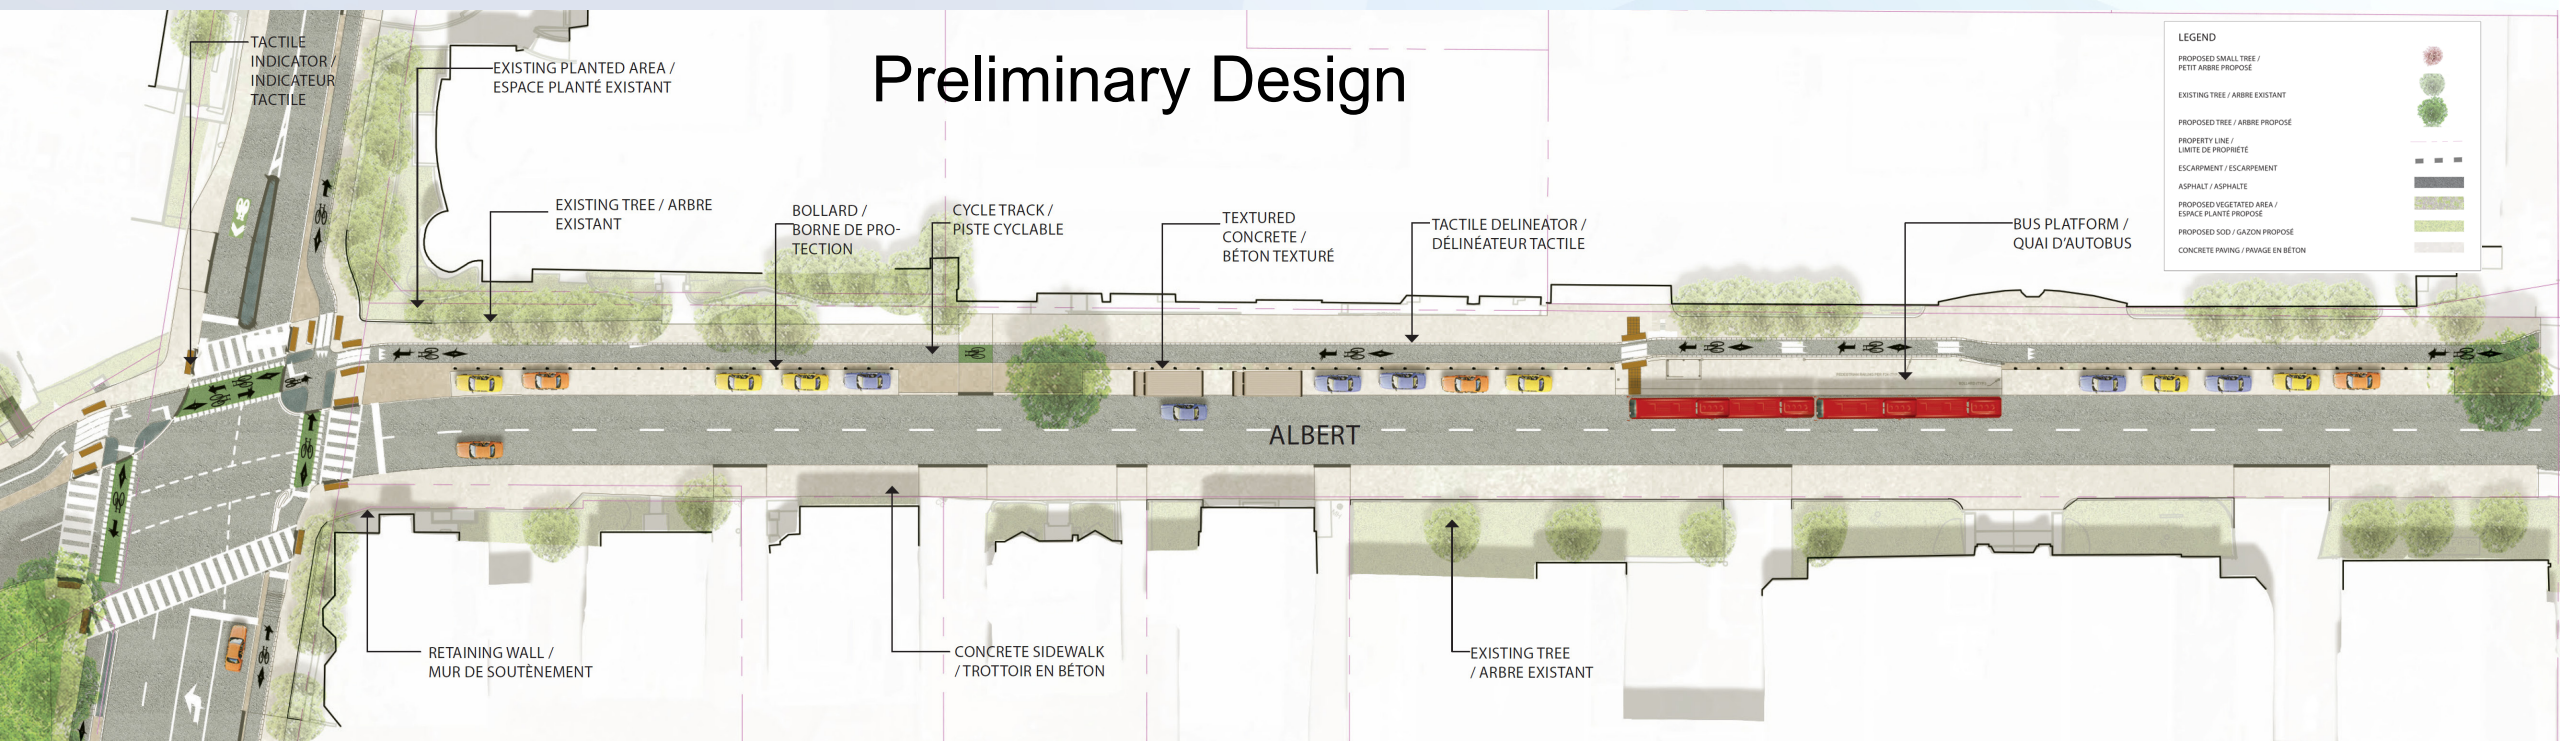 Preliminary Design
TACTILE
INDICATOR /
INDICATEUR
TACTILE
EXISTING PLANTED AREA /
ESPACE PLANTÉ EXISTANT
EXISTING TREE / ARBRE
EXISTANT
BOLLARD /
BORNE DE PRO-
TECTION
CYCLE TRACK /
PISTE CYCLABLE
TEXTURED
CONCRETE /
BÉTON TEXTURÉ
TACTILE DELINEATOR /
DÉLINÉATEUR TACTILE
BUS PLATFORM /
QUAI D'AUTOBUS
LEGEND
PROPOSED SMALL TREE /
PETIT ARBRE PROPOSÉ
EXISTING TREE / ARBRE EXISTANT
PROPOSED TREE / ARBRE PROPOSÉ
PROPERTY LINE /
LIMITE DE PROPRIÉTÉ
ESCARPMENT / ESCARPEMENT
ASPHALT / ASPHALTE
PROPOSED VEGETATED AREA /
ESPACE PLANTÉ PROPOSÉ
PROPOSED SOD / GAZON PROPOSÉ
CONCRETE PAVING / PAVAGE EN BÉTON
ALBERT
RETAINING WALL /
MUR DE SOUTÈNEMENT
CONCRETE SIDEWALK
/ TROTTOIR EN BÉTON
EXISTING TREE
/ ARBRE EXISTANT